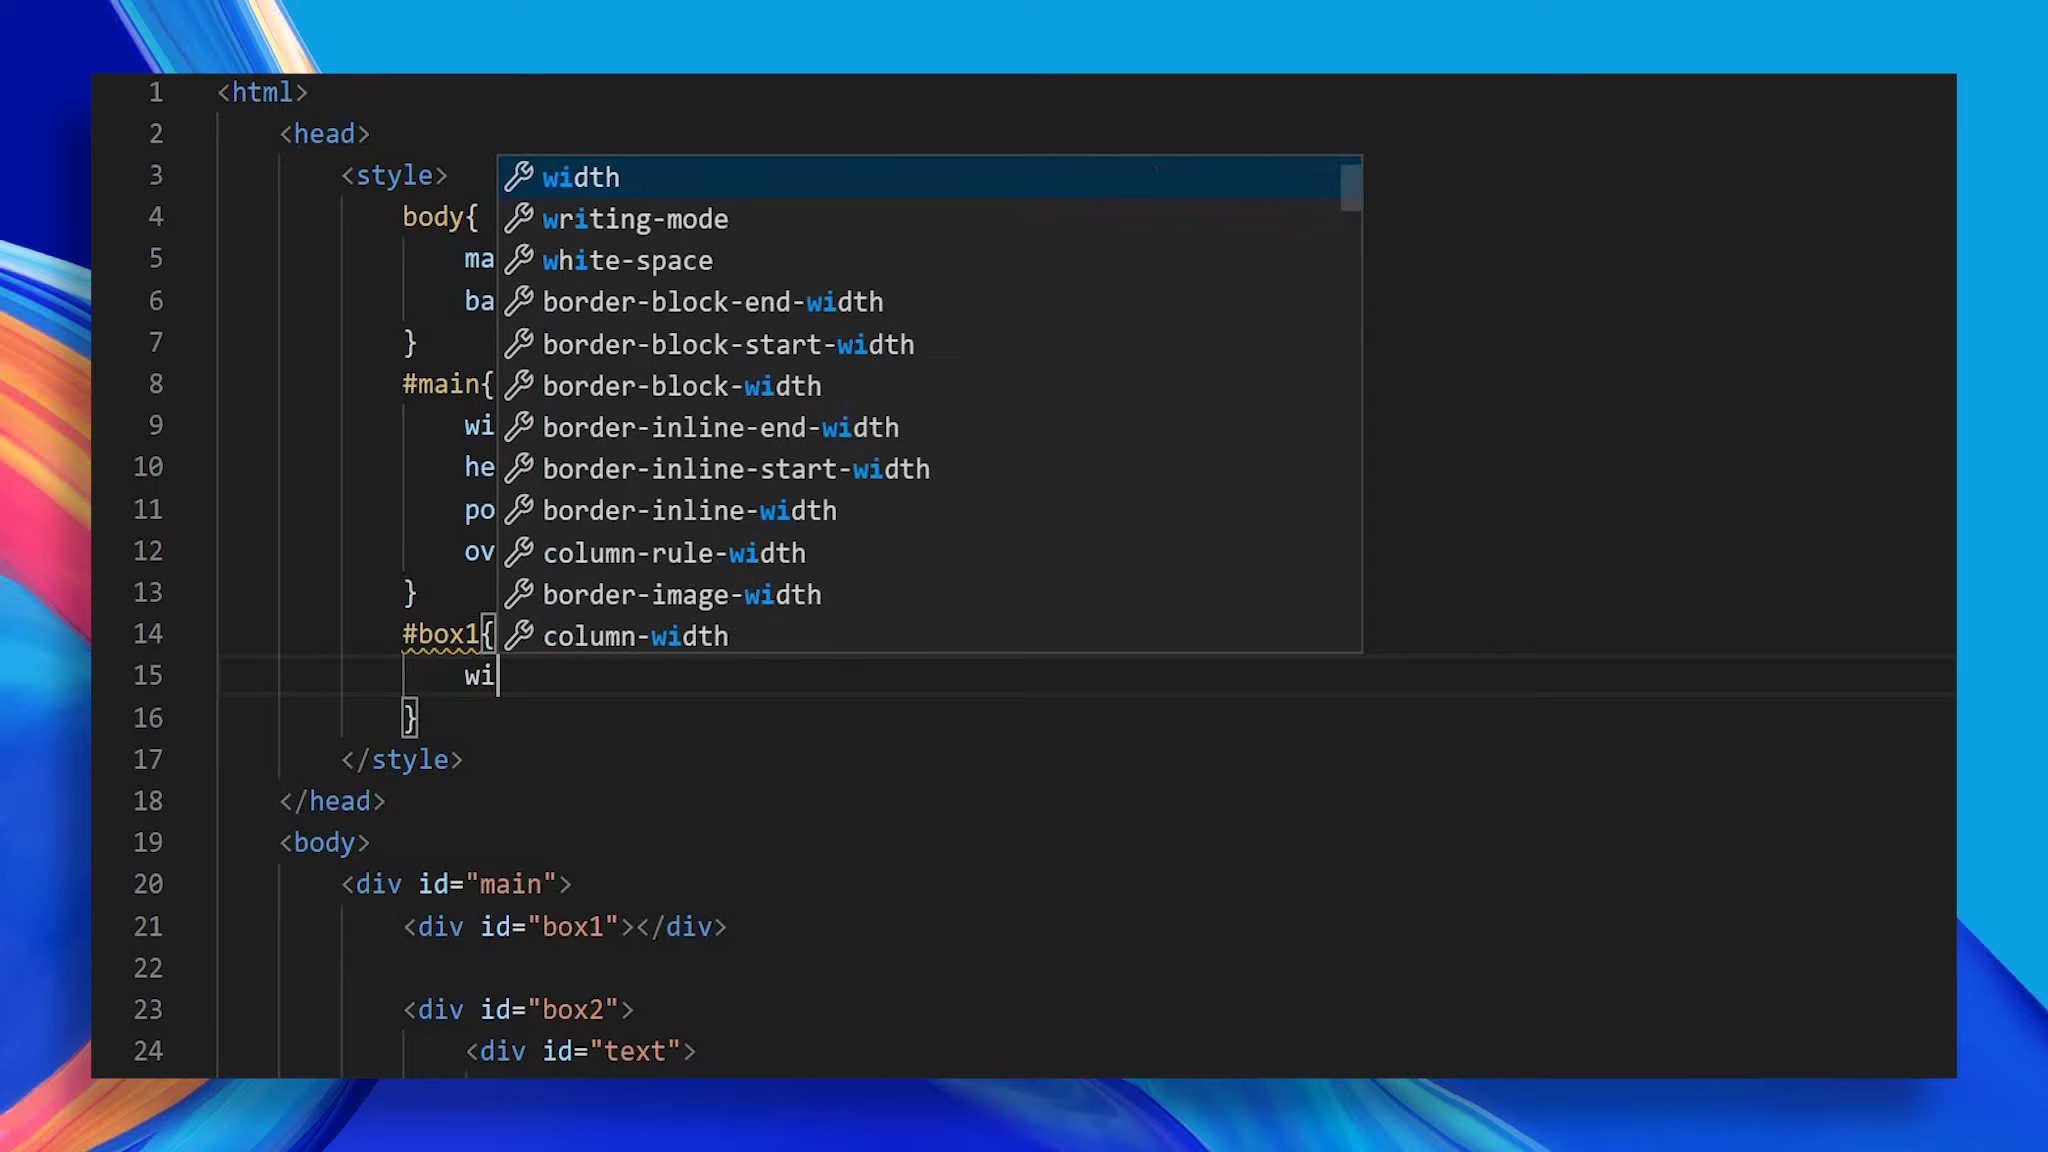 1 <html>
2 <head>
3 <style>
4 body{
5 ma
6 ba
7 }
8 #main{
9 wi
10 he
11 po
12 ov
13 }
14 #box1{
15 wi
16 }
17 </style>
18 </head>
19 <body>
20 <div id="main">
21 <div id="box1"></div>
22
23 <div id="box2">
24 <div id="text">
width
writing-mode
white-space
border-block-end-width
border-block-start-width
border-block-width
border-inline-end-width
border-inline-start-width
border-inline-width
column-rule-width
border-image-width
column-width